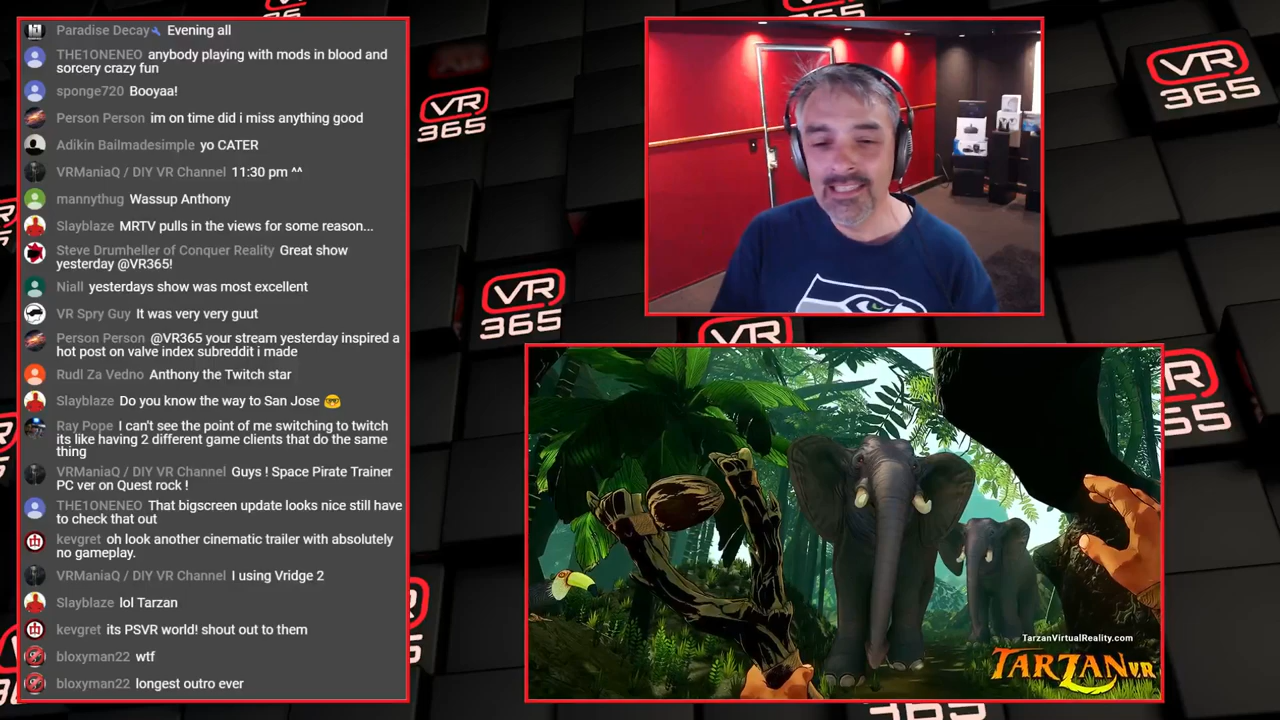 Paradise Decay Evening all
THE1ONENEO anybody playing with mods in blood and
sorcery crazy fun
sponge720 Booyaa!
Person Person im on time did i miss anything good
Adikin Bailmadesimple yo CATER
VRManiaQ / DIY VR Channel 11:30 pm ^^
mannythug Wassup Anthony
Slayblaze MRTV pulls in the views for some reason...
Steve Drumheller of Conquer Reality Great show
yesterday @VR365!
Niall yesterdays show was most excellent
VR Spry Guy It was very very guut
Person Person @VR365 your stream yesterday inspired a
hot post on valve index subreddit i made
Rudl Za Vedno Anthony the Twitch star
Slayblaze Do you know the way to San Jose 🤓
Ray Pope I can't see the point of me switching to twitch
its like having 2 different game clients that do the same
thing
VRManiaQ / DIY VR Channel Guys ! Space Pirate Trainer
PC ver on Quest rock !
THE1ONENEO That bigscreen update looks nice still have
to check that out
kevgret oh look another cinematic trailer with absolutely
no gameplay.
VRManiaQ / DIY VR Channel I using Vridge 2
Slayblaze lol Tarzan
kevgret its PSVR world! shout out to them
bloxyman22 wtf
bloxyman22 longest outro ever
VR
365
VR
365
VR
365
VR
R
65
365
TarzanVirtualReality.com
TARZAN VR